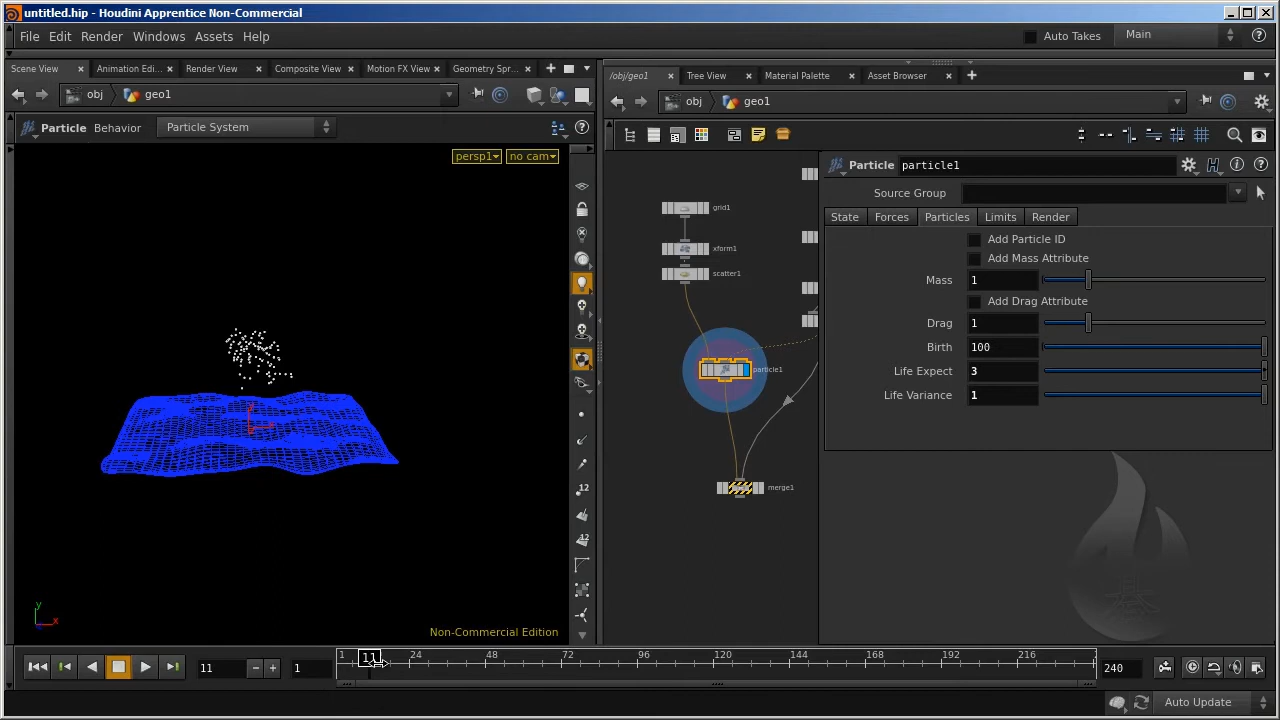 untitled.hip - Houdini Apprentice Non-Commercial
File Edit Render Windows Assets Help
Auto Takes Main
Scene View Animation Edi... Render View Composite View Motion FX View Geometry Spr...
/obj/geo1 Tree View Material Palette Asset Browser
obj geo1
obj geo1
Particle Behavior Particle System
persp1 no cam
Particle particle1
Source Group
State Forces Particles Limits Render
Add Particle ID
Add Mass Attribute
Mass 1
Add Drag Attribute
Drag 1
Birth 100
Life Expect 3
Life Variance 1
grid1
xform1
scatter1
particle1
merge1
12
12
y
x
Non-Commercial Edition
11 1
1 11 24 48 72 96 120 144 168 192 216 2
240
Auto Update